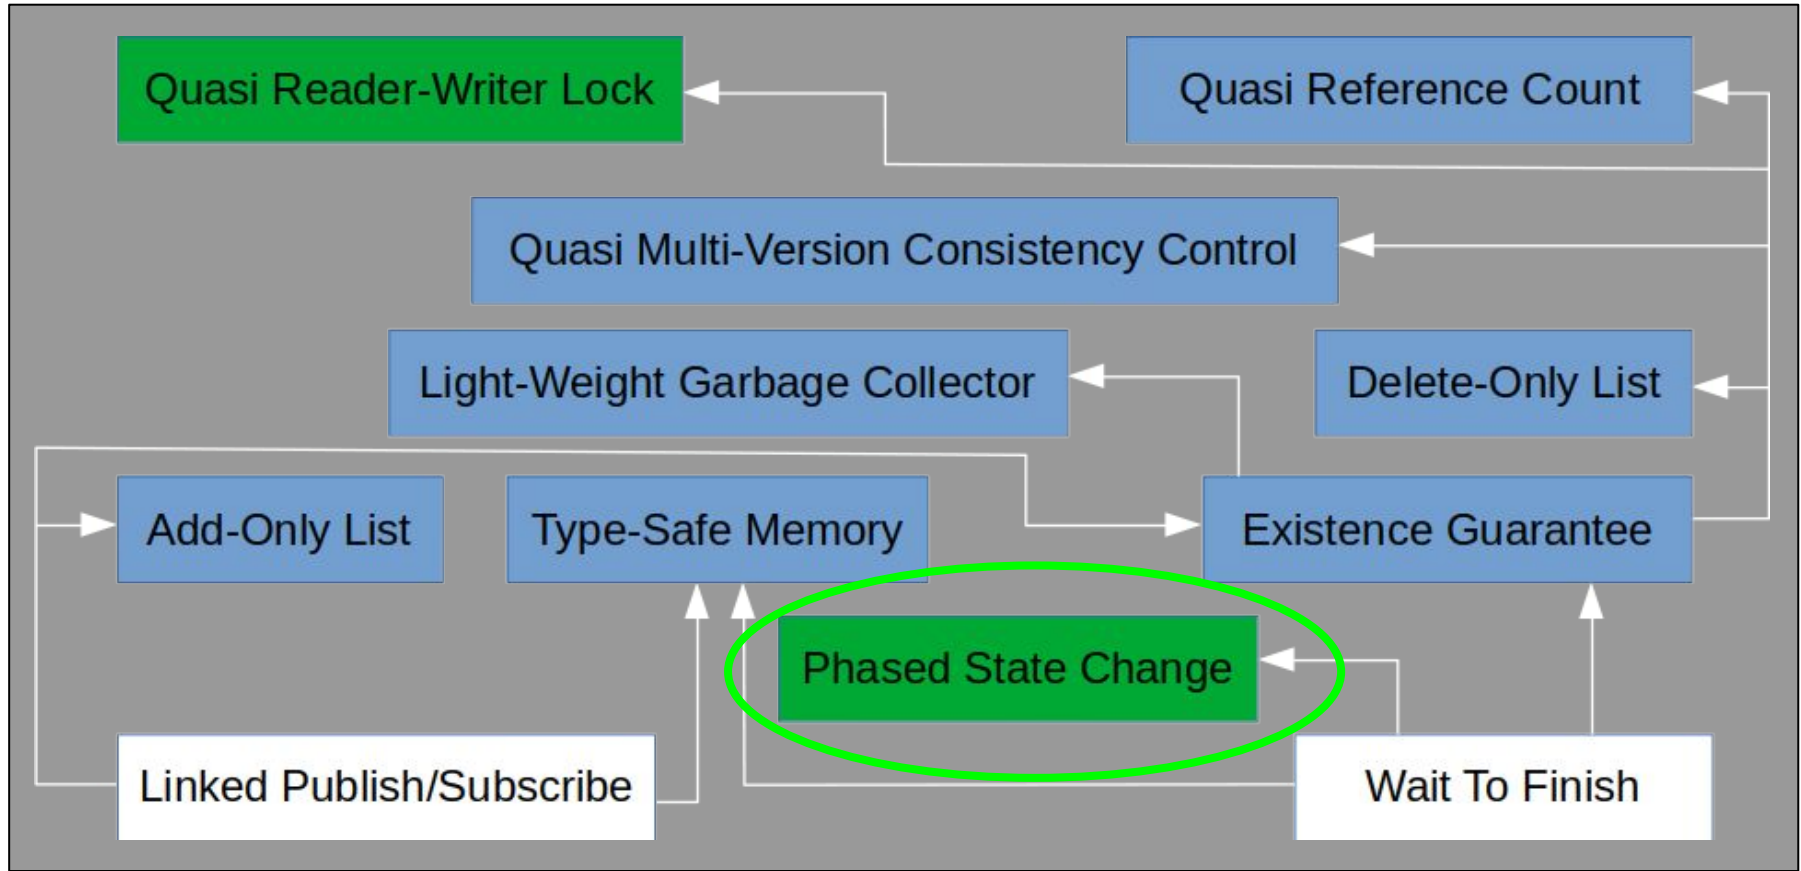 Quasi Reader-Writer Lock
Quasi Reference Count
Quasi Multi-Version Consistency Control
Light-Weight Garbage Collector
Delete-Only List
Add-Only List
Type-Safe Memory
Existence Guarantee
Phased State Change
Linked Publish/Subscribe
Wait To Finish